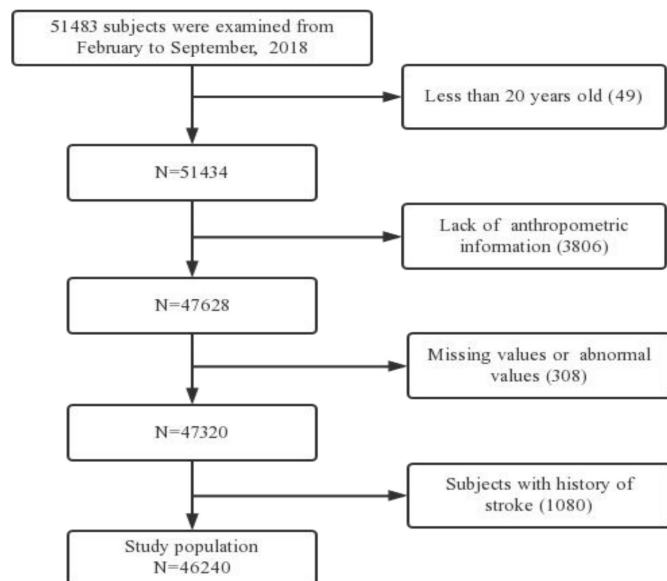 51483 subjects were examined from
February to September, 2018
Less than 20 years old (49)
N=51434
Lack of anthropometric
information (3806)
N=47628
Missing values or abnormal
values (308)
N=47320
Subjects with history of
stroke (1080)
Study population
N=46240